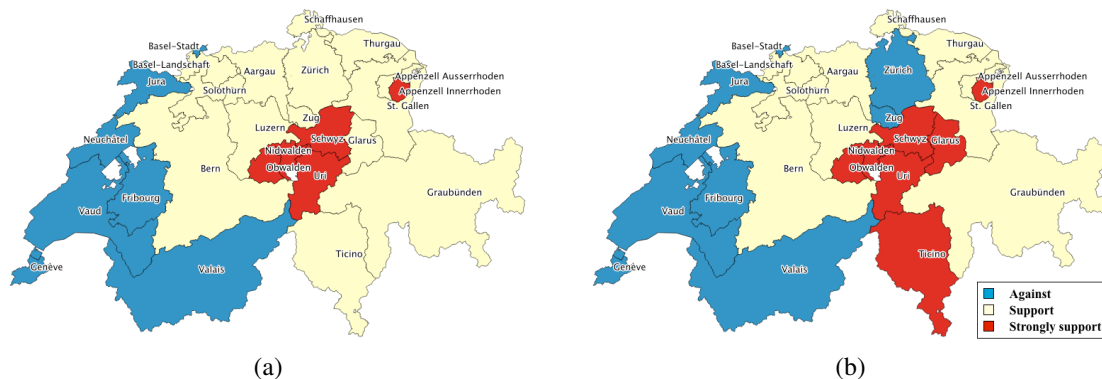 Schaffhausen
Basel-Stadt
Thurgau
Basel-Landschaft
Jura
Aargau
Zürich
Appenzell Ausserrhoden
Solothurn
Appenzell Innerrhoden
St. Gallen
Zug
Neuchâtel
Luzern
Schwyz
Glarus
Nidwalden
Bern
Obwalden
Uri
Graubünden
Fribourg
Vaud
Ticino
Genève
Valais
(a)
Schaffhausen
Basel-Stadt
Thurgau
Basel-Landschaft
Jura
Aargau
Zürich
Appenzell Ausserrhoden
Solothurn
Appenzell Innerrhoden
St. Gallen
Zug
Neuchâtel
Luzern
Schwyz
Glarus
Nidwalden
Bern
Obwalden
Uri
Graubünden
Fribourg
Vaud
Ticino
Genève
Valais
Against
Support
Strongly support
(b)